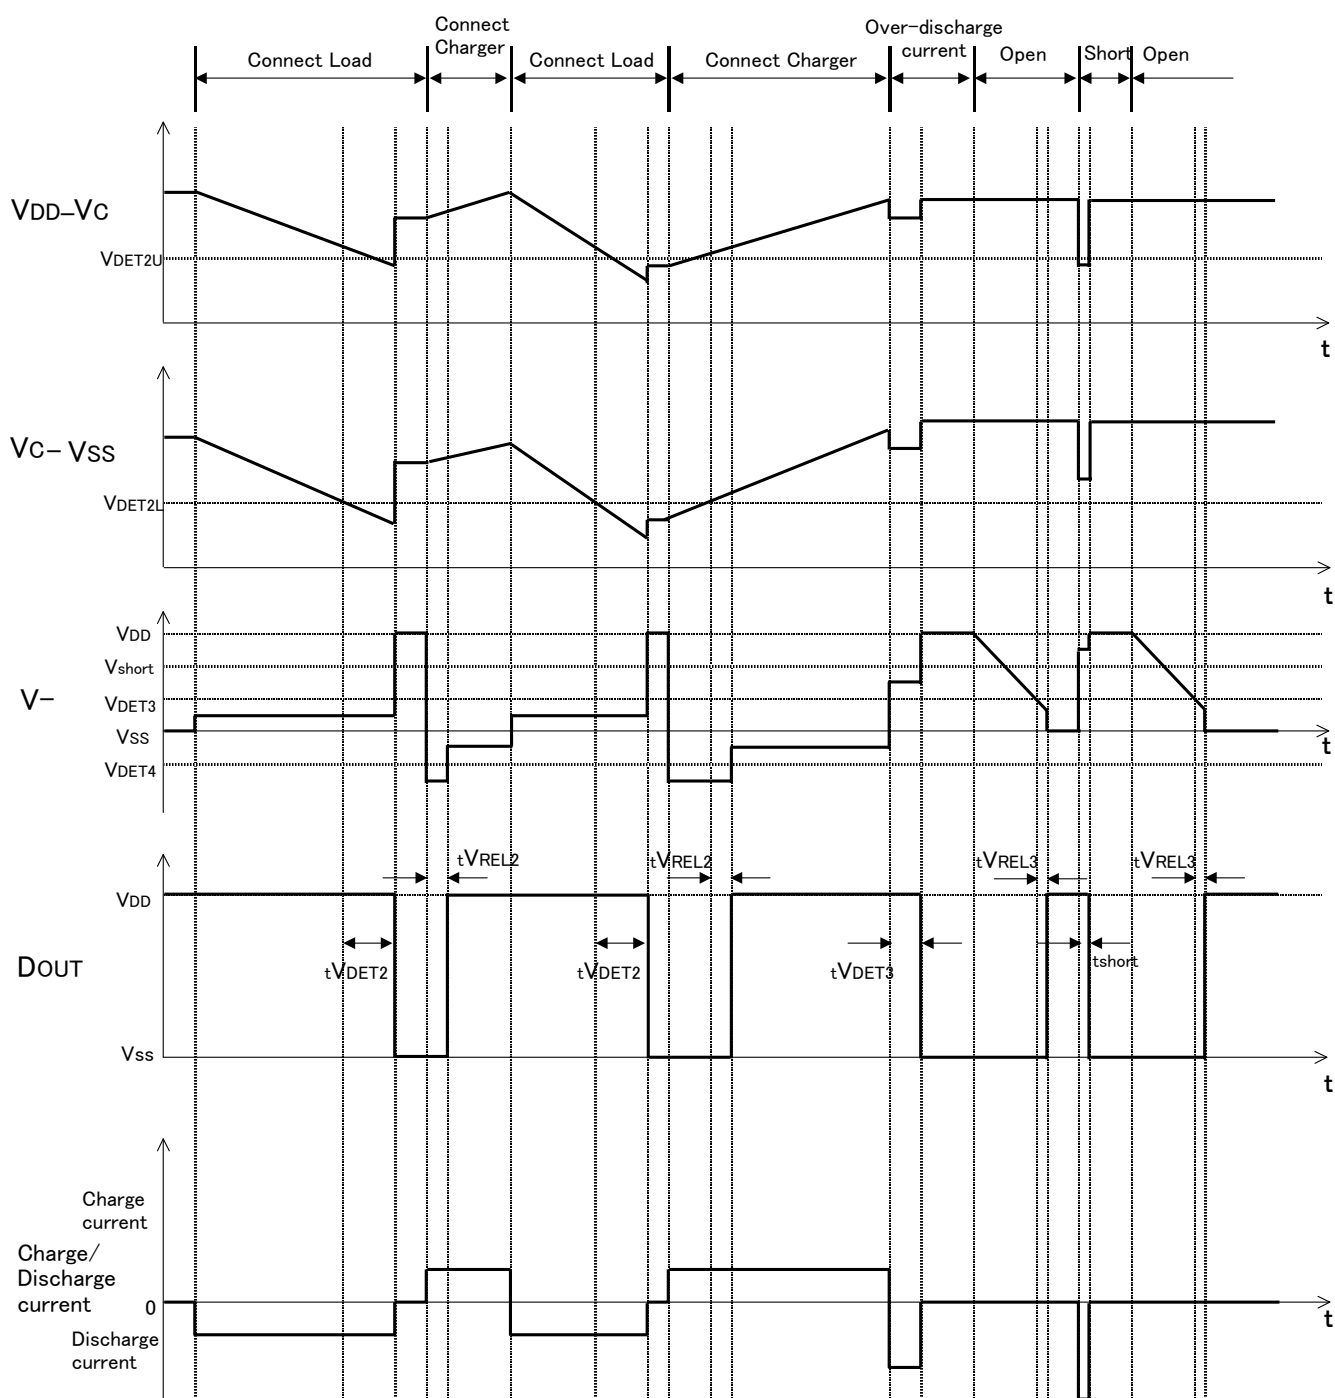 Connect
Charger
Over-discharge
current
Connect Load
Connect Load
Connect Charger
Open
Short
Open
VDD-VC
VDET2U
t
VC-VSS
VDET2L
t
VDD
Vshort
V-
VDET3
VSS
t
VDET4
tVREL2
tVREL2
tVREL3
tVREL3
VDD
DOUT
tVDET2
tVDET2
tVDET3
tshort
VSS
t
Charge
current
Charge/
Discharge
current
0
t
Discharge
current